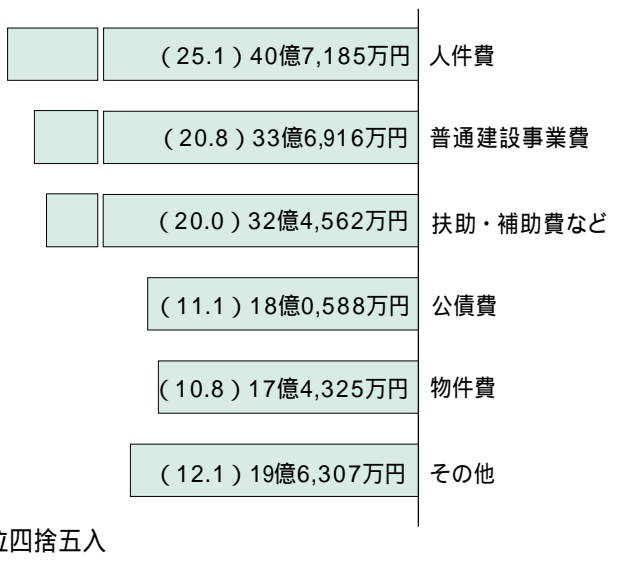 （25.1）40億7,185万円 人件費
（20.8）33億6,916万円 普通建設事業費
（20.0）32億4,562万円 扶助・補助費など
（11.1）18億0,588万円 公債費
（10.8）17億4,325万円 物件費
（12.1）19億6,307万円 その他
位四捨五入